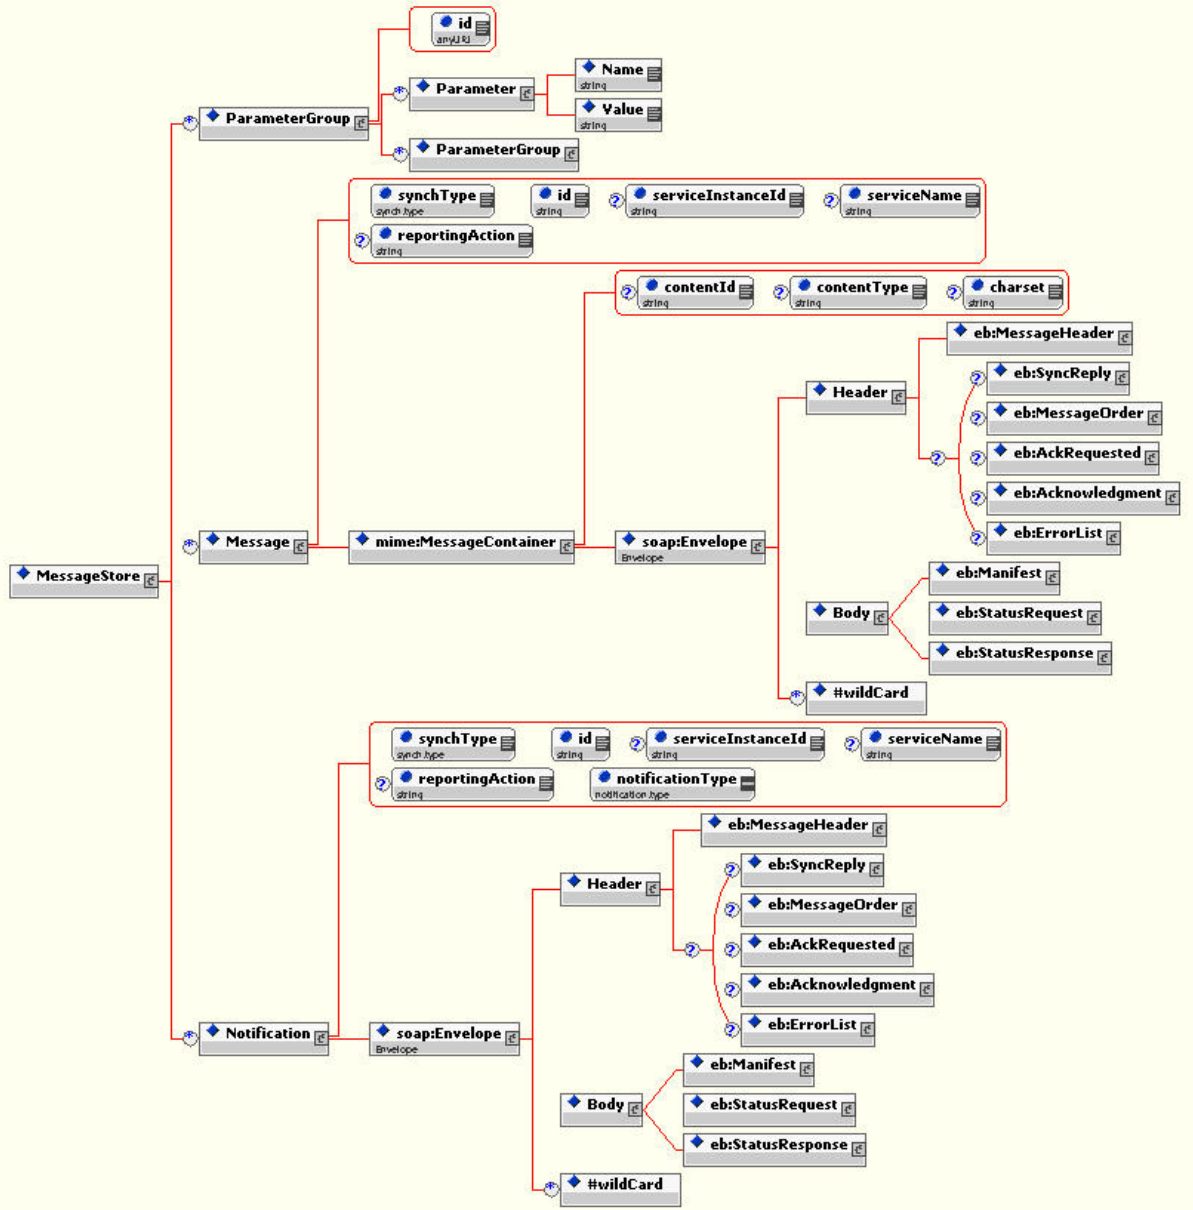 id
anyURI
Parameter
Name
string
Value
string
ParameterGroup
ParameterGroup
synchType
synch.type
id
string
? serviceInstanceId
string
? serviceName
string
? reportingAction
string
? contentId
string
? contentType
string
? charset
string
eb:MessageHeader
Header
? eb:SyncReply
? eb:MessageOrder
? ? eb:AckRequested
? eb:Acknowledgment
? eb:ErrorList
* Message
mime:MessageContainer
soap:Envelope
Envelope
MessageStore
Body
eb:Manifest
eb:StatusRequest
eb:StatusResponse
* #wildCard
synchType
synch.type
id
string
? serviceInstanceId
string
? serviceName
string
? reportingAction
string
notificationType
notification.type
eb:MessageHeader
Header
? eb:SyncReply
? eb:MessageOrder
? ? eb:AckRequested
? eb:Acknowledgment
? eb:ErrorList
* Notification
soap:Envelope
Envelope
Body
eb:Manifest
eb:StatusRequest
eb:StatusResponse
* #wildCard